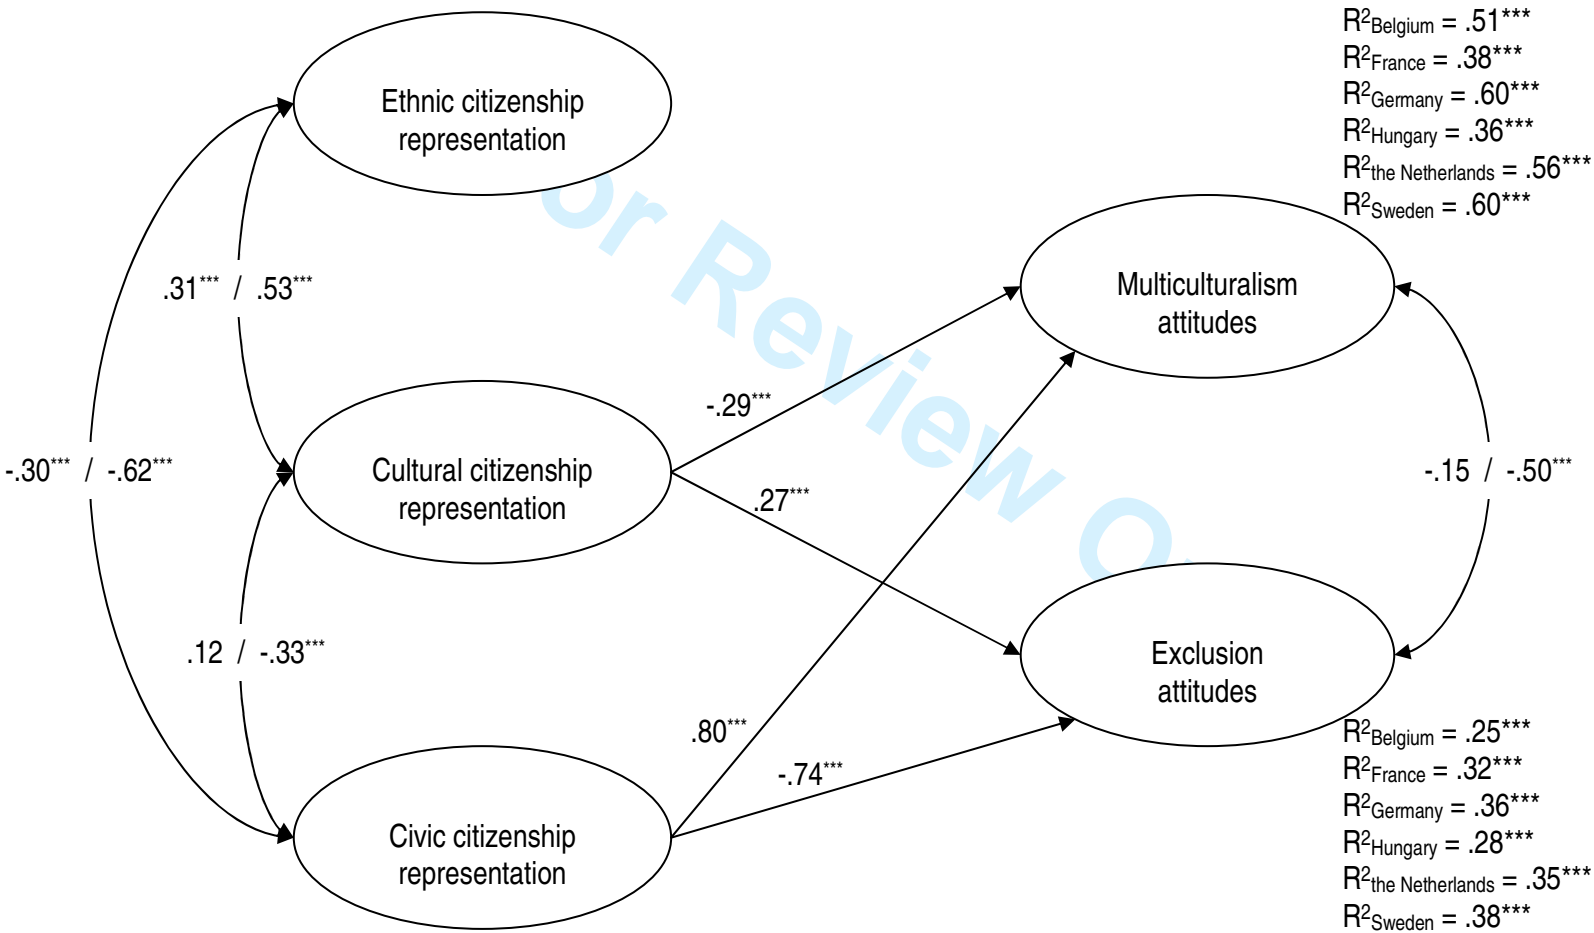 R²Belgium = .51***
R²France = .38***
R²Germany = .60***
R²Hungary = .36***
R²the Netherlands = .56***
R²Sweden = .60***
Ethnic citizenship
representation
or Review O
.31*** / .53***
Multiculturalism
attitudes
-.29***
-.30*** / -.62***
Cultural citizenship
representation
.27***
-.15 / -.50***
.12 / -.33***
Exclusion
attitudes
.80***
-.74***
Civic citizenship
representation
R²Belgium = .25***
R²France = .32***
R²Germany = .36***
R²Hungary = .28***
R²the Netherlands = .35***
R²Sweden = .38***